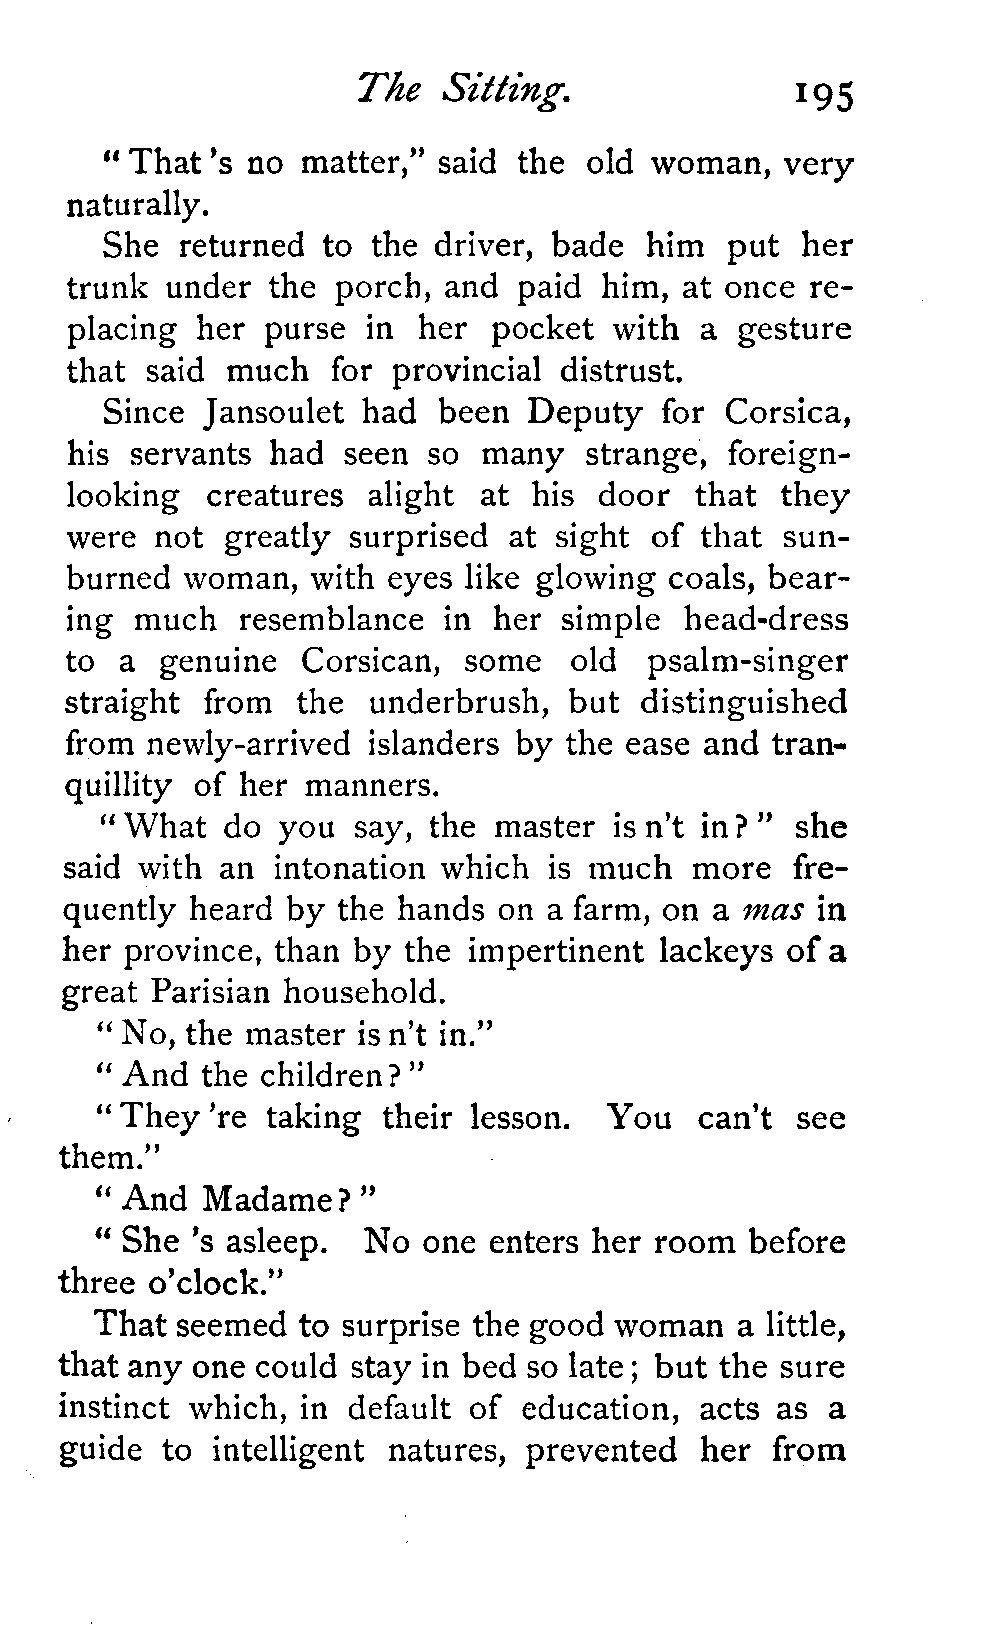 The Sitting. 195
" That 's no matter," said the old woman, very
naturally.
She returned to the driver, bade him put her
trunk under the porch, and paid him, at once re-
placing her purse in her pocket with a gesture
that said much for provincial distrust.
Since Jansoulet had been Deputy for Corsica,
his servants had seen so many strange, foreign-
looking creatures alight at his door that they
were not greatly surprised at sight of that sun-
burned woman, with eyes like glowing coals, bear-
ing much resemblance in her simple head-dress
to a genuine Corsican, some old psalm-singer
straight from the underbrush, but distinguished
from newly-arrived islanders by the ease and tran-
quillity of her manners.
" What do you say, the master is n't in? " she
said with an intonation which is much more fre-
quently heard by the hands on a farm, on a mas in
her province, than by the impertinent lackeys of a
great Parisian household.
" No, the master is n't in."
" And the children? "
" They 're taking their lesson. You can't see
them."
" And Madame? "
" She 's asleep. No one enters her room before
three o'clock."
That seemed to surprise the good woman a little,
that any one could stay in bed so late; but the sure
instinct which, in default of education, acts as a
guide to intelligent natures, prevented her from